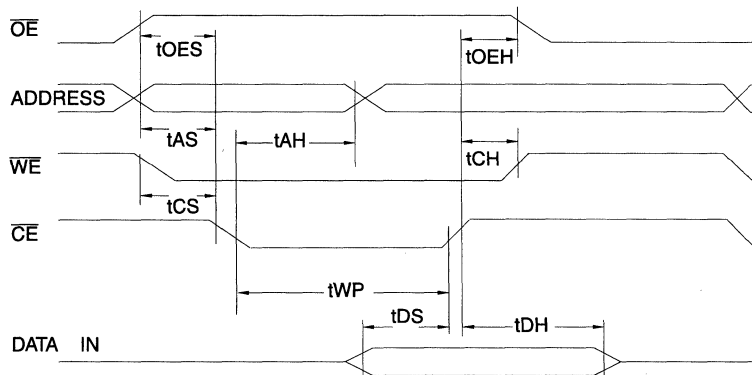 OE
tOES
tOEH
ADDRESS
tAS
tAH
tCH
WE
tCS
CE
tWP
tDS
tDH
DATA IN